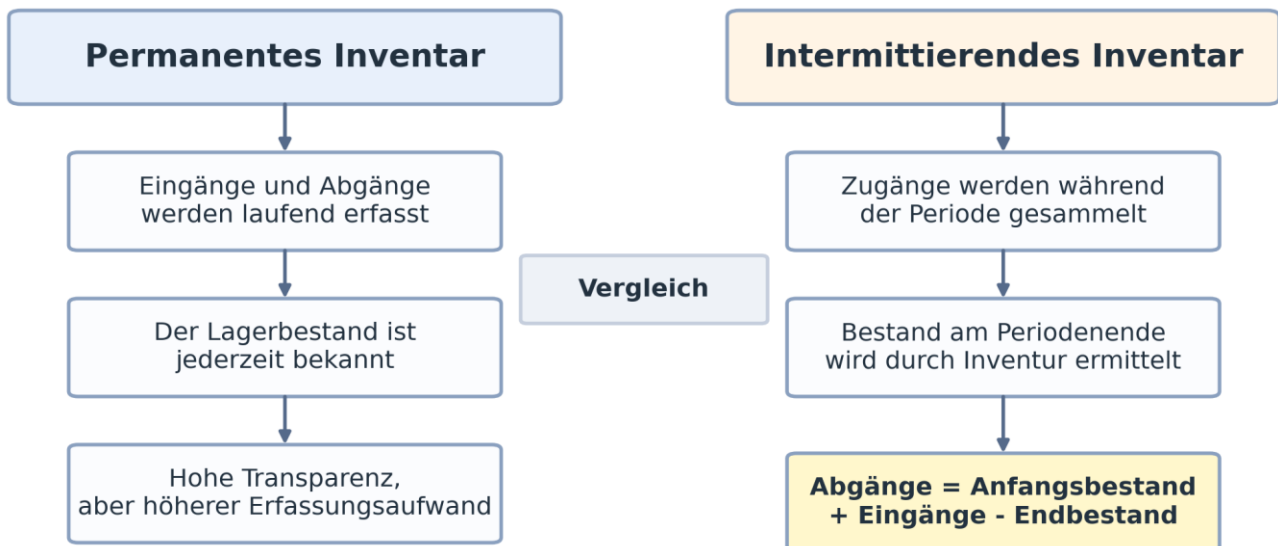 Permanentes Inventar
Eingänge und Abgänge
werden laufend erfasst
Der Lagerbestand ist
jederzeit bekannt
Hohe Transparenz,
aber höherer Erfassungsaufwand
Vergleich
Intermittierendes Inventar
Zugänge werden während
der Periode gesammelt
Bestand am Periodenende
wird durch Inventur ermittelt
Abgänge = Anfangsbestand
+ Eingänge - Endbestand